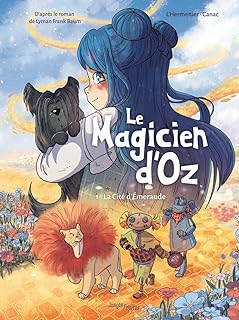 D'après le roman
de Lyman Frank Baum
L'Hermenier · Canac
Le
Magicien
d'Oz
1 - La Cité d'Émeraude